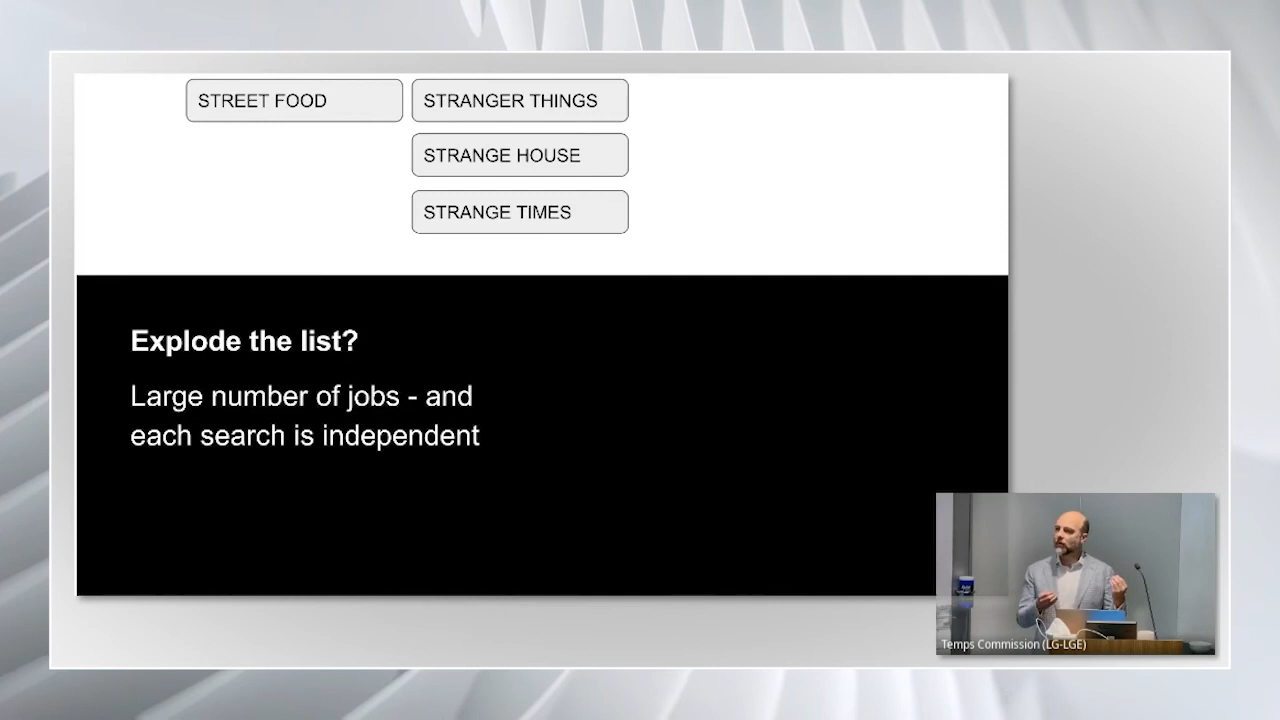 STREET FOOD
STRANGER THINGS
STRANGE HOUSE
STRANGE TIMES
Explode the list?
Large number of jobs - and
each search is independent
Temps Commission (LG-LGE)